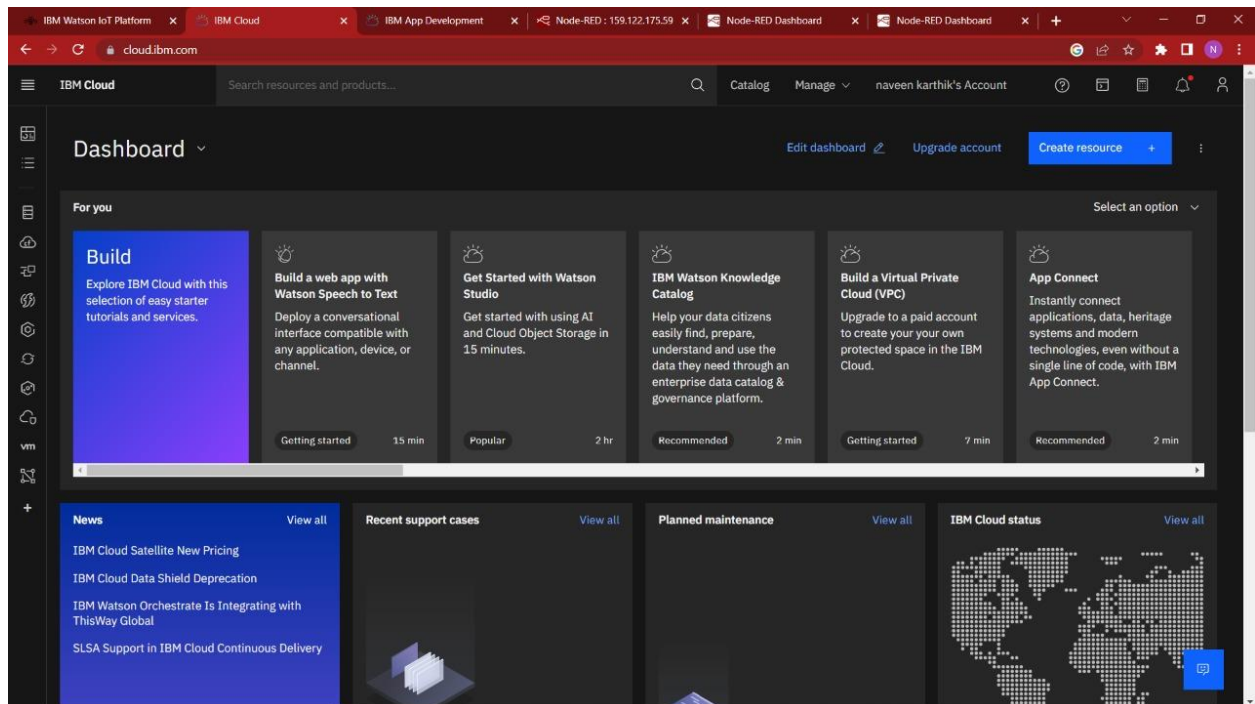 IBM Watson IoT Platform
IBM Cloud
IBM App Development
Node-RED : 159.122.175.59
Node-RED Dashboard
Node-RED Dashboard
cloud.ibm.com
N
IBM Cloud
Search resources and products...
Catalog
Manage
naveen karthik's Account
Dashboard
Edit dashboard
Upgrade account
Create resource +
For you
Select an option
Build
Explore IBM Cloud with this
selection of easy starter
tutorials and services.
Build a web app with
Watson Speech to Text
Deploy a conversational
interface compatible with
any application, device, or
channel.
Getting started
15 min
Get Started with Watson
Studio
Get started with using AI
and Cloud Object Storage in
15 minutes.
Popular
2 hr
IBM Watson Knowledge
Catalog
Help your data citizens
easily find, prepare,
understand and use the
data they need through an
enterprise data catalog &
governance platform.
Recommended
2 min
Build a Virtual Private
Cloud (VPC)
Upgrade to a paid account
to create your your own
protected space in the IBM
Cloud.
Getting started
7 min
App Connect
Instantly connect
applications, data, heritage
systems and modern
technologies, even without a
single line of code, with IBM
App Connect.
Recommended
2 min
vm
News
View all
IBM Cloud Satellite New Pricing
IBM Cloud Data Shield Deprecation
IBM Watson Orchestrate Is Integrating with
ThisWay Global
SLSA Support in IBM Cloud Continuous Delivery
Recent support cases
View all
Planned maintenance
View all
IBM Cloud status
View all